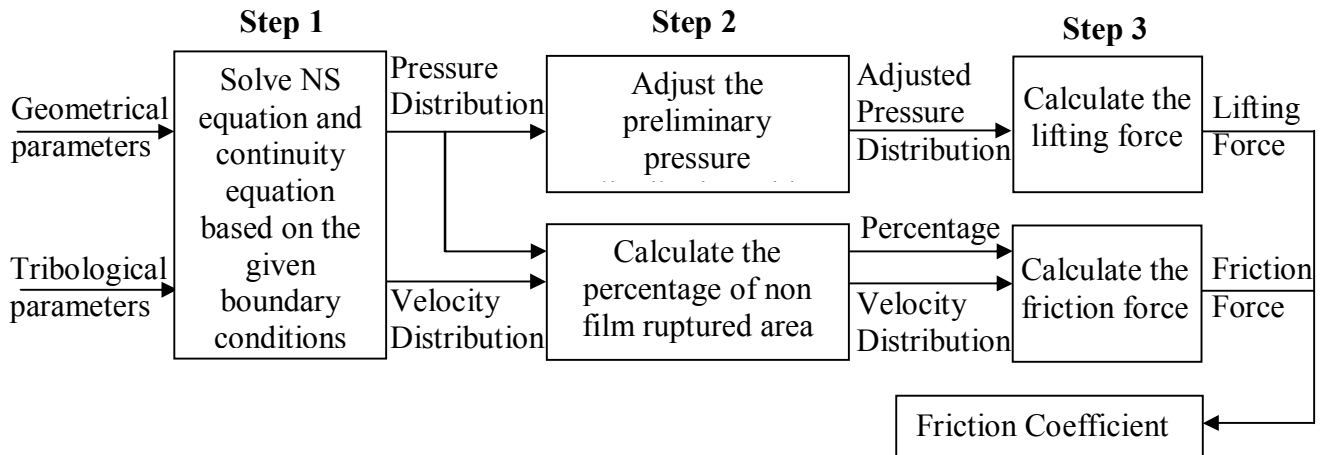 Step 1
Step 2
Step 3
Geometrical
parameters
Tribological
parameters
Solve NS
equation and
continuity
equation
based on the
given
boundary
conditions
Pressure
Distribution
Velocity
Distribution
Adjust the
preliminary
pressure
Calculate the
percentage of non
film ruptured area
Adjusted
Pressure
Distribution
Percentage
Velocity
Distribution
Calculate the
lifting force
Calculate the
friction force
Lifting
Force
Friction
Force
Friction Coefficient